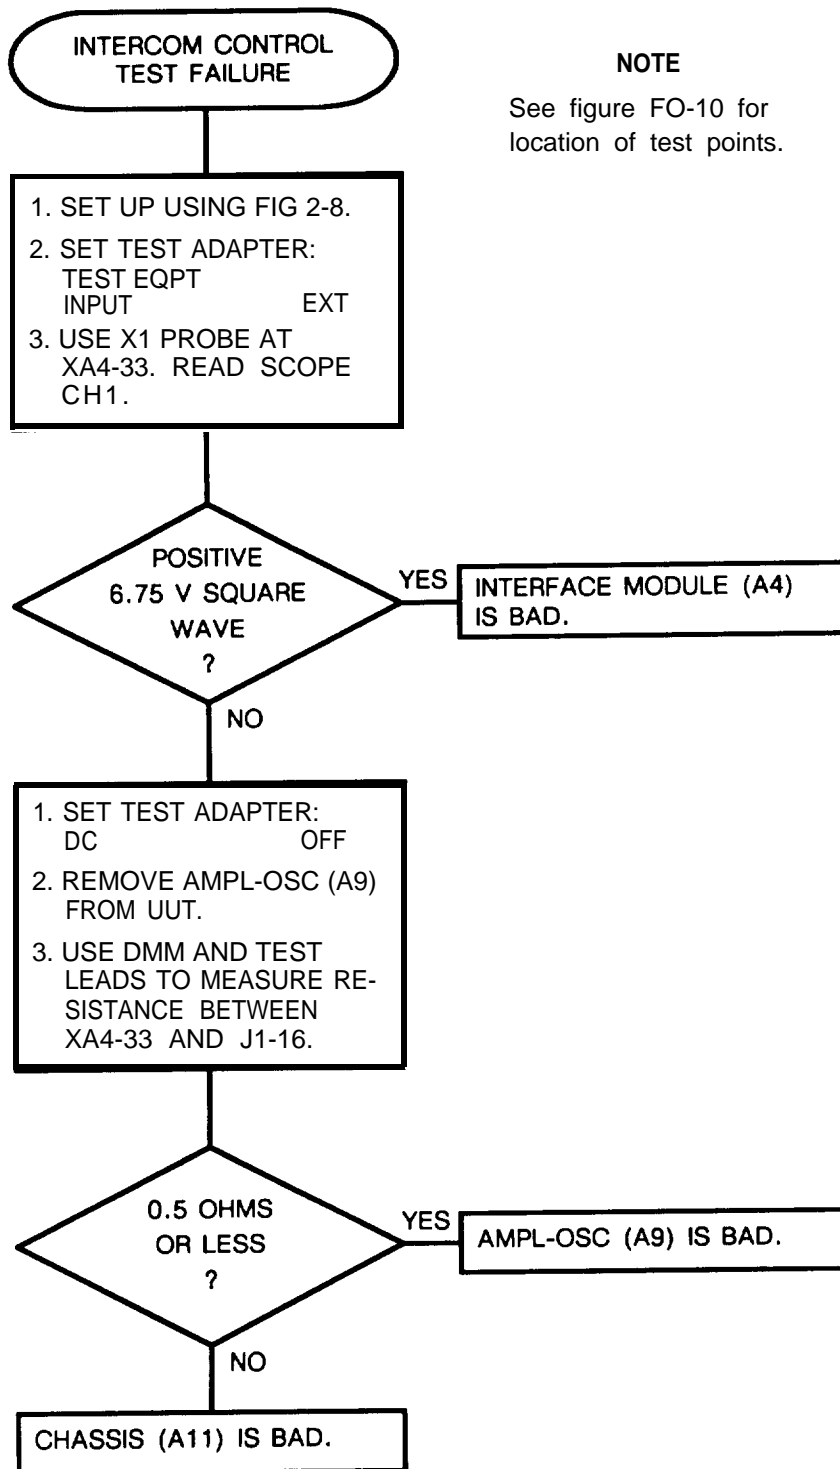 INTERCOM CONTROL
TEST FAILURE
NOTE
See figure FO-10 for
location of test points.
1. SET UP USING FIG 2-8.
2. SET TEST ADAPTER:
TEST EQPT
INPUT EXT
3. USE X1 PROBE AT
XA4-33. READ SCOPE
CH1.
POSITIVE
6.75 V SQUARE
WAVE
?
YES
INTERFACE MODULE (A4)
IS BAD.
NO
1. SET TEST ADAPTER:
DC OFF
2. REMOVE AMPL-OSC (A9)
FROM UUT.
3. USE DMM AND TEST
LEADS TO MEASURE RE-
SISTANCE BETWEEN
XA4-33 AND J1-16.
0.5 OHMS
OR LESS
?
YES
AMPL-OSC (A9) IS BAD.
NO
CHASSIS (A11) IS BAD.